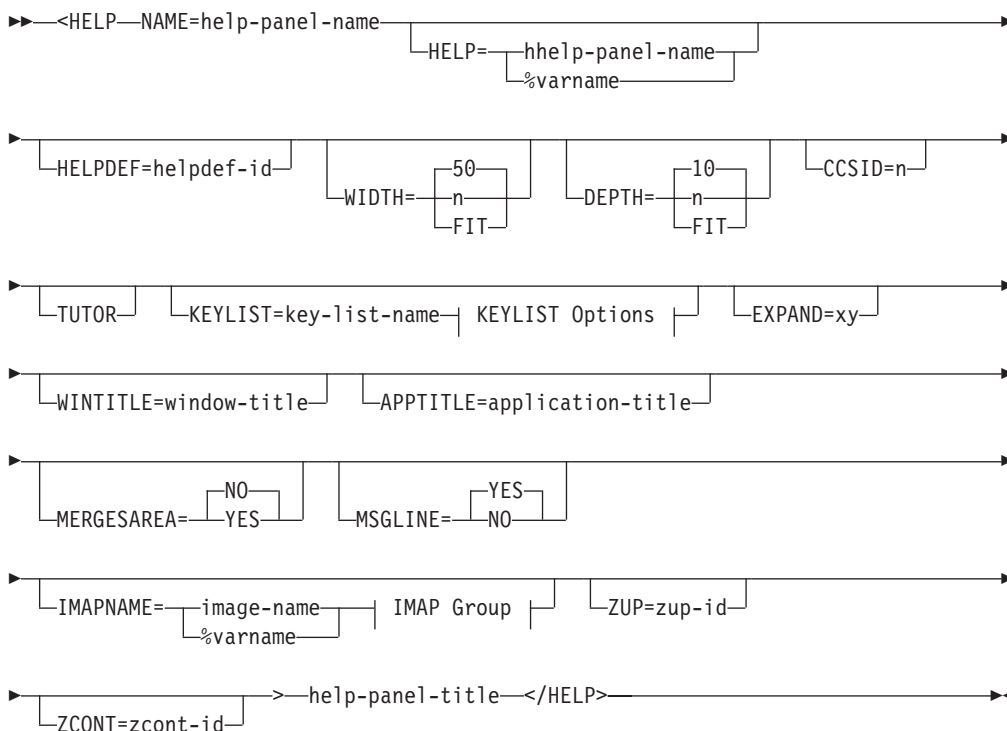 <HELP NAME=help-panel-name
HELP= hhelp-panel-name
%varname
HELPDEF=helpdef-id
WIDTH= 50
n
FIT
DEPTH= 10
n
FIT
CCSID=n
TUTOR KEYLIST=key-list-name KEYLIST Options EXPAND=xy
WINTITLE=window-title APPTITLE=application-title
MERGESAREA= NO
YES
MSGLINE= YES
NO
IMAPNAME= image-name
%varname
IMAP Group ZUP=zup-id
ZCONT=zcont-id
> help-panel-title </HELP>